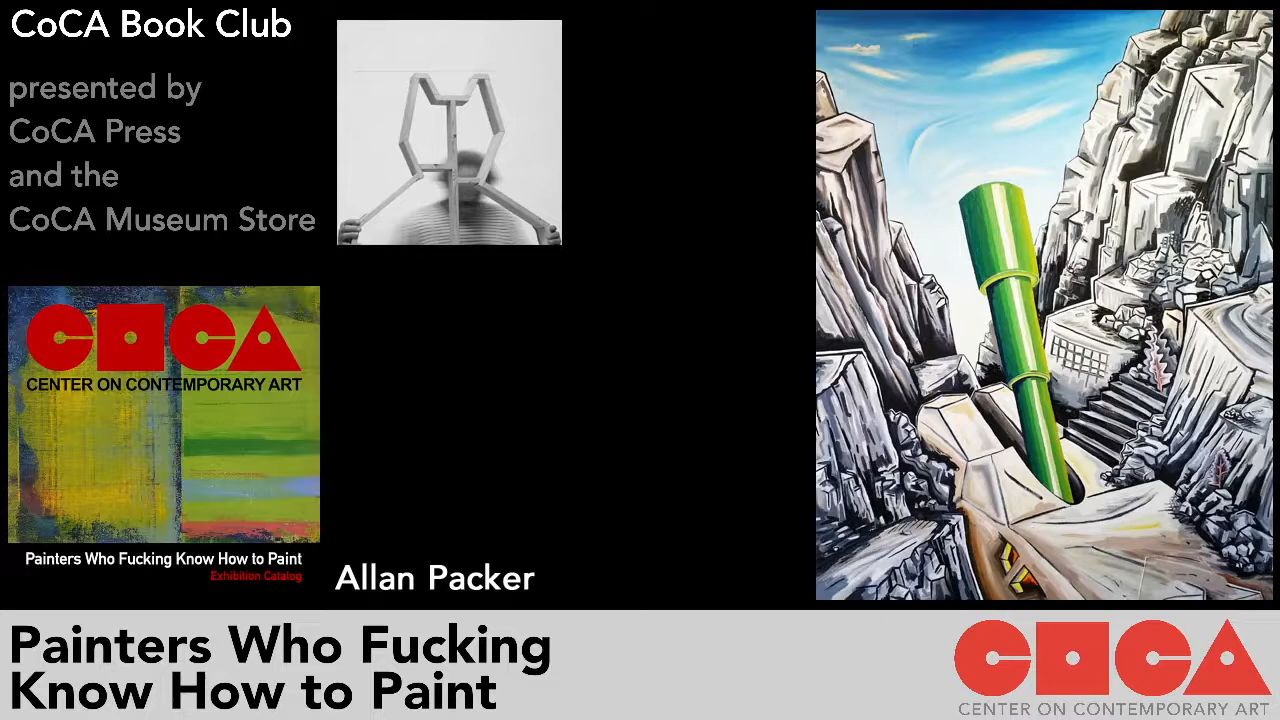 CoCA Book Club
presented by
CoCA Press
and the
CoCA Museum Store
COCA
CENTER ON CONTEMPORARY ART
Painters Who Fucking Know How to Paint
Exhibition Catalog
Allan Packer
Painters Who Fucking
Know How to Paint
COCA
CENTER ON CONTEMPORARY ART